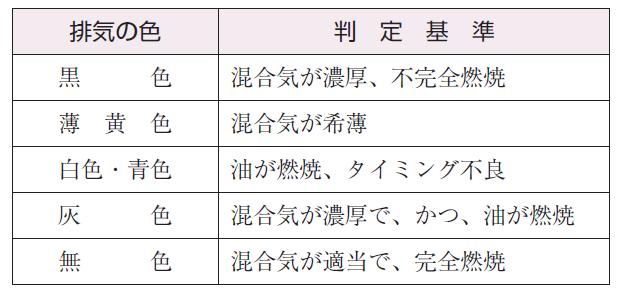 排気の色 判定基準
黒色 混合気が濃厚、不完全燃焼
薄黄色 混合気が希薄
白色・青色 油が燃焼、タイミング不良
灰色 混合気が濃厚で、かつ、油が燃焼
無色 混合気が適当で、完全燃焼